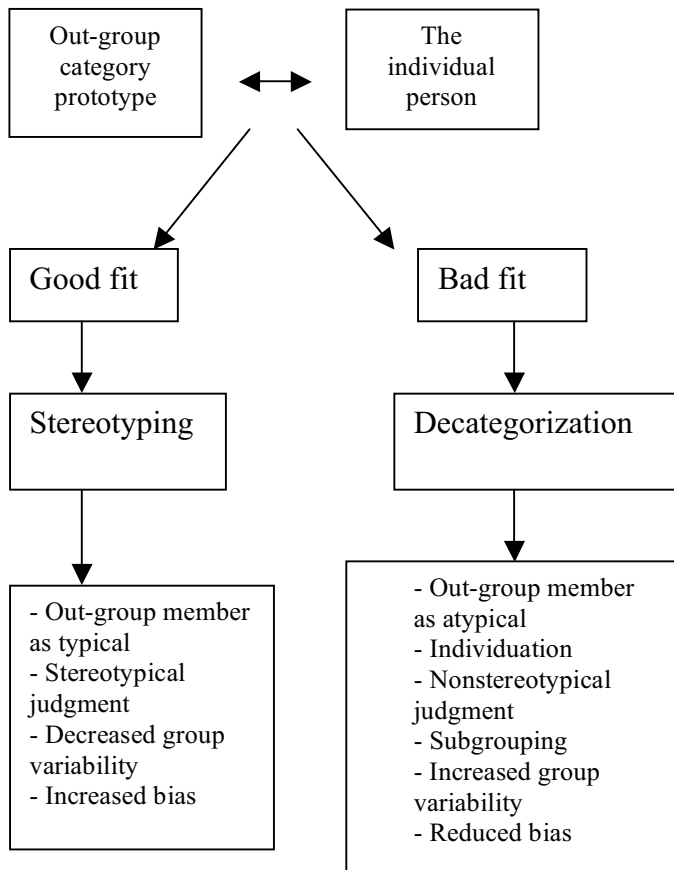 Out-group
category
prototype
The
individual
person
Good fit
Bad fit
Stereotyping
Decategorization
- Out-group member
as typical
- Stereotypical
judgment
- Decreased group
variability
- Increased bias
- Out-group member
as atypical
- Individuation
- Nonstereotypical
judgment
- Subgrouping
- Increased group
variability
- Reduced bias